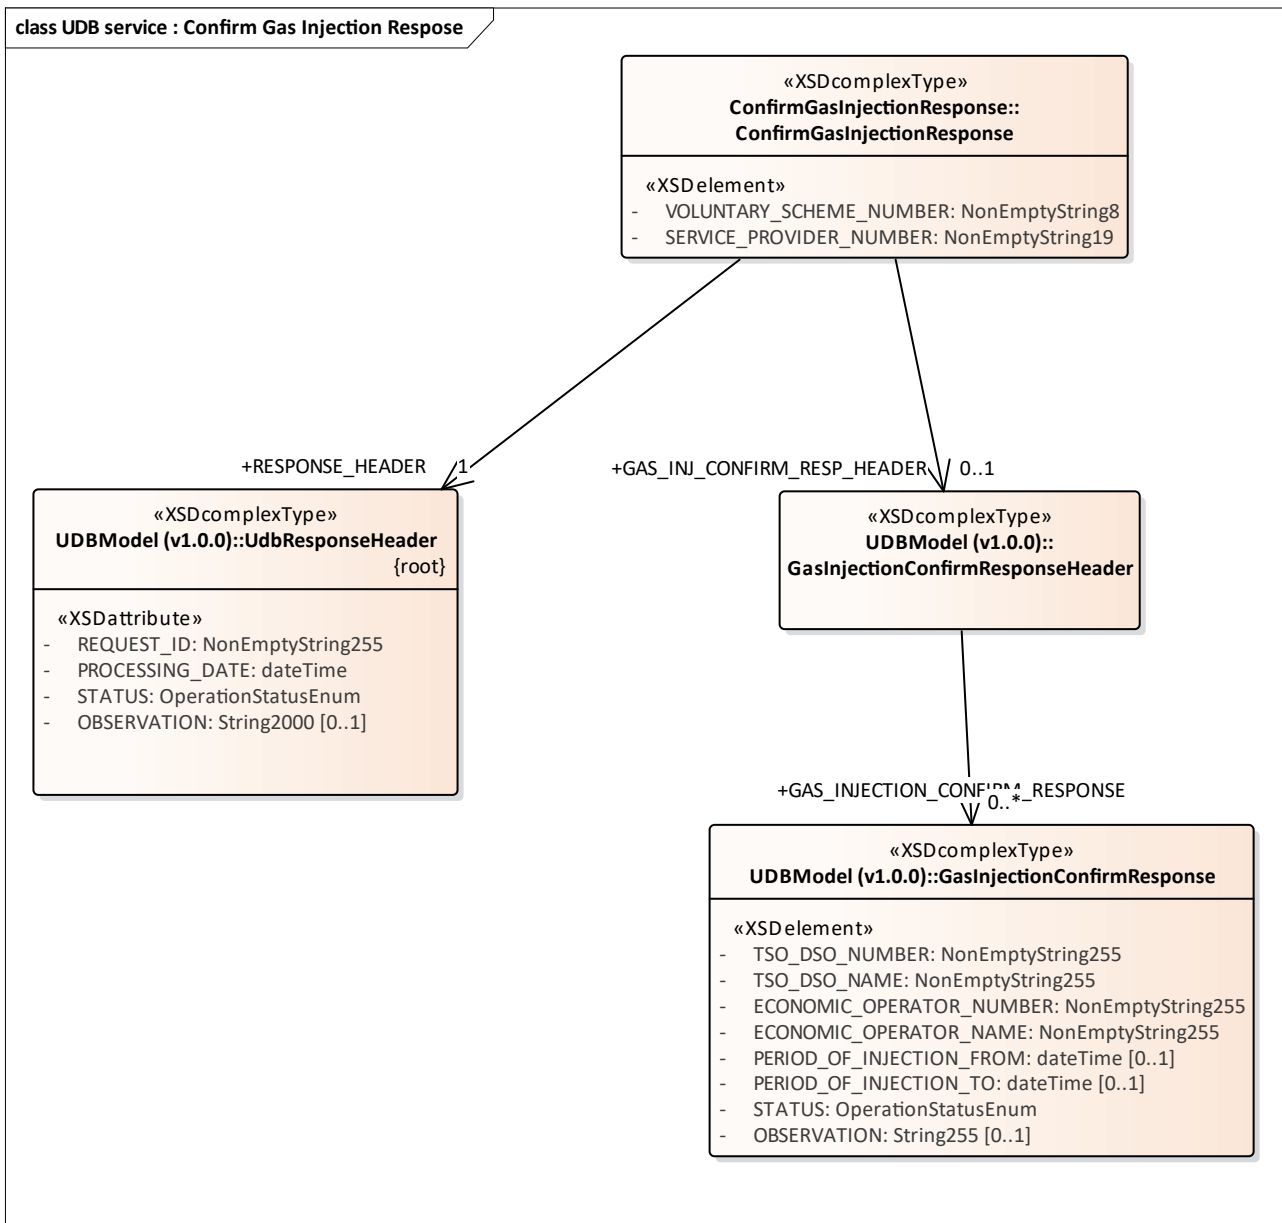 class UDB service : Confirm Gas Injection Respose
«XSDcomplexType»
ConfirmGasInjectionResponse::
ConfirmGasInjectionResponse
«XSDelement»
- VOLUNTARY_SCHEME_NUMBER: NonEmptyString8
- SERVICE_PROVIDER_NUMBER: NonEmptyString19
+RESPONSE_HEADER 1
+GAS_INJ_CONFIRM_RESP_HEADER 0..1
«XSDcomplexType»
UDBModel (v1.0.0)::UdbResponseHeader
{root}
«XSDattribute»
- REQUEST_ID: NonEmptyString255
- PROCESSING_DATE: dateTime
- STATUS: OperationStatusEnum
- OBSERVATION: String2000 [0..1]
«XSDcomplexType»
UDBModel (v1.0.0)::
GasInjectionConfirmResponseHeader
+GAS_INJECTION_CONFIRM_RESPONSE
0..*
«XSDcomplexType»
UDBModel (v1.0.0)::GasInjectionConfirmResponse
«XSDelement»
- TSO_DSO_NUMBER: NonEmptyString255
- TSO_DSO_NAME: NonEmptyString255
- ECONOMIC_OPERATOR_NUMBER: NonEmptyString255
- ECONOMIC_OPERATOR_NAME: NonEmptyString255
- PERIOD_OF_INJECTION_FROM: dateTime [0..1]
- PERIOD_OF_INJECTION_TO: dateTime [0..1]
- STATUS: OperationStatusEnum
- OBSERVATION: String255 [0..1]